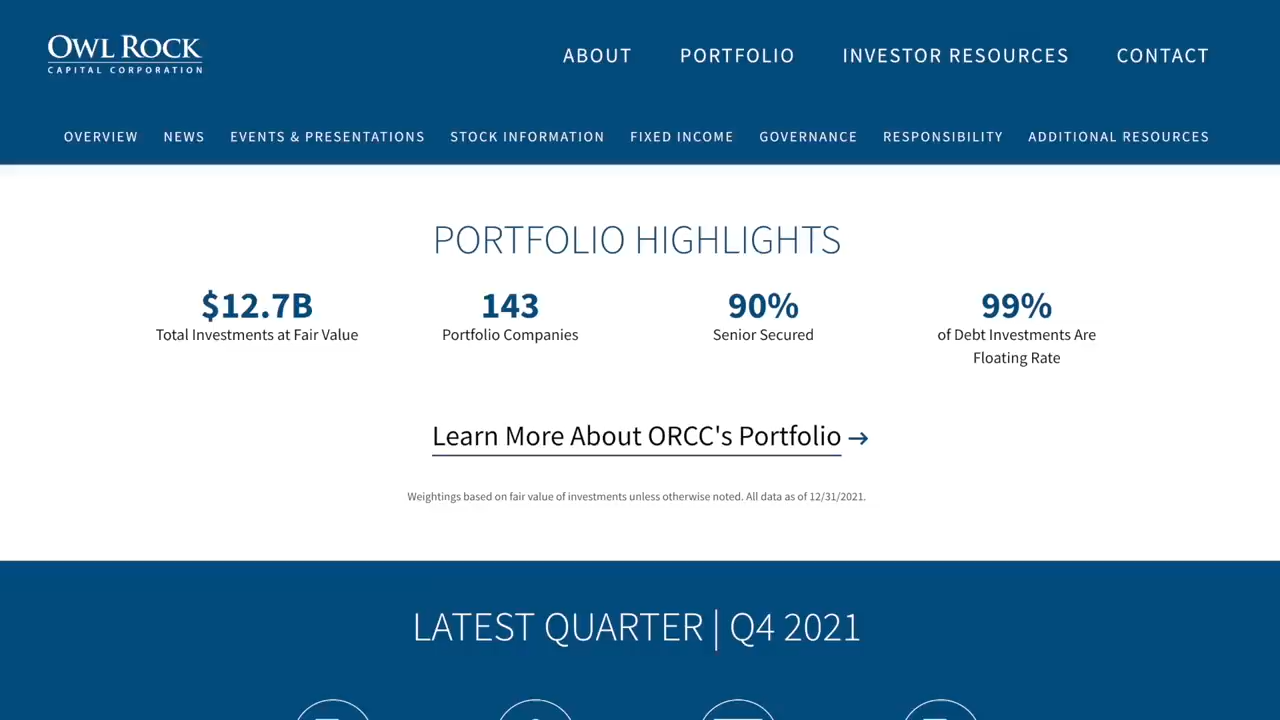 OWL ROCK
CAPITAL CORPORATION
ABOUT PORTFOLIO INVESTOR RESOURCES CONTACT
OVERVIEW NEWS EVENTS & PRESENTATIONS STOCK INFORMATION FIXED INCOME GOVERNANCE RESPONSIBILITY ADDITIONAL RESOURCES
PORTFOLIO HIGHLIGHTS
$12.7B
Total Investments at Fair Value
143
Portfolio Companies
90%
Senior Secured
99%
of Debt Investments Are
Floating Rate
Learn More About ORCC's Portfolio →
Weightings based on fair value of investments unless otherwise noted. All data as of 12/31/2021.
LATEST QUARTER | Q4 2021